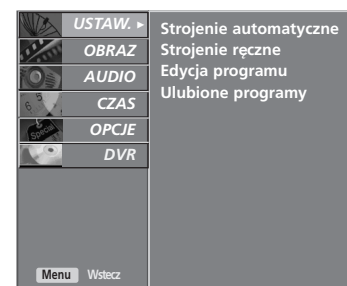 USTAW. ►
OBRAZ
AUDIO
CZAS
OPCJE
DVR
Strojenie automatyczne
Strojenie ręczne
Edycja programu
Ulubione programy
Menu Wstecz